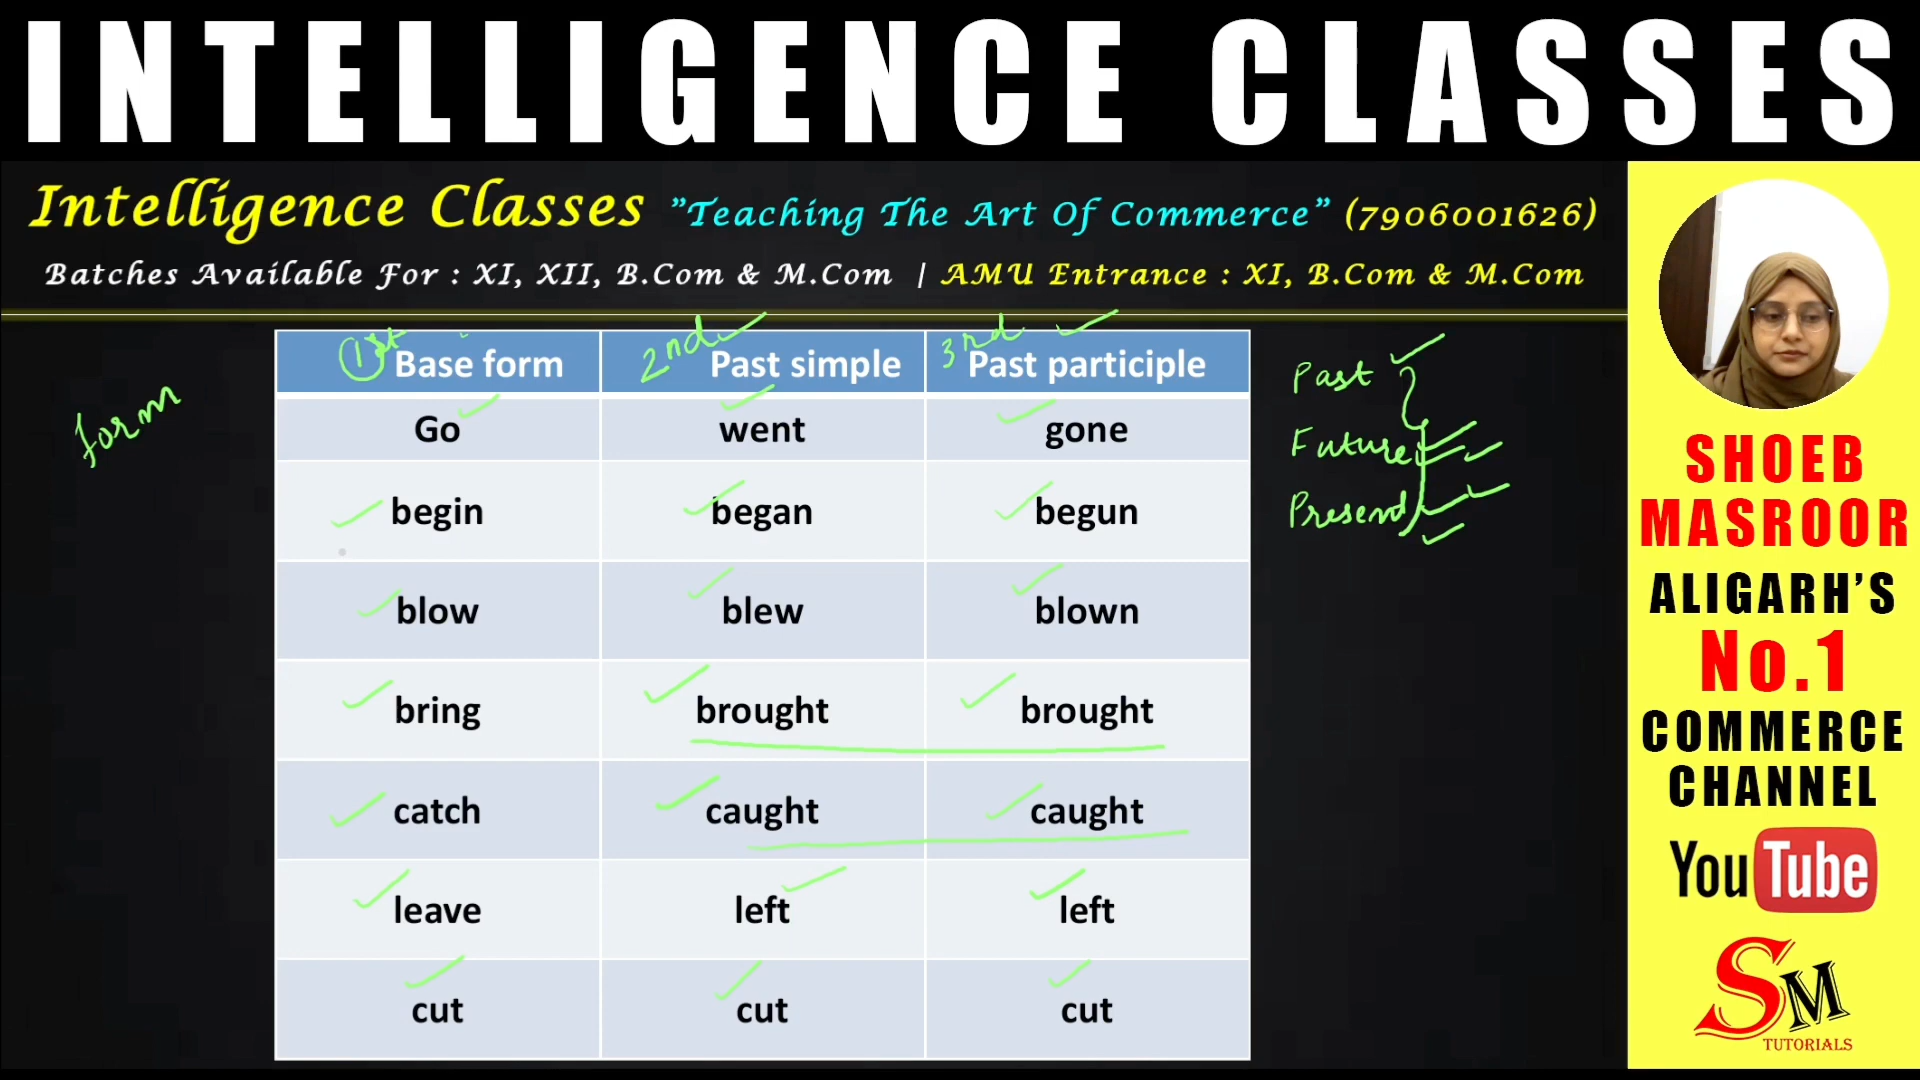 INTELLIGENCE CLASSES
Intelligence Classes "Teaching The Art Of Commerce" (7906001626)
Batches Available For : XI, XII, B.Com & M.Com | AMU Entrance : XI, B.Com & M.Com
form
1st 2nd 3rd
Base form Past simple Past participle
Go went gone
begin began begun
blow blew blown
bring brought brought
catch caught caught
leave left left
cut cut cut
Past
Future
Present
SHOEB
MASROOR
ALIGARH'S
No.1
COMMERCE
CHANNEL
YouTube
SM
TUTORIALS